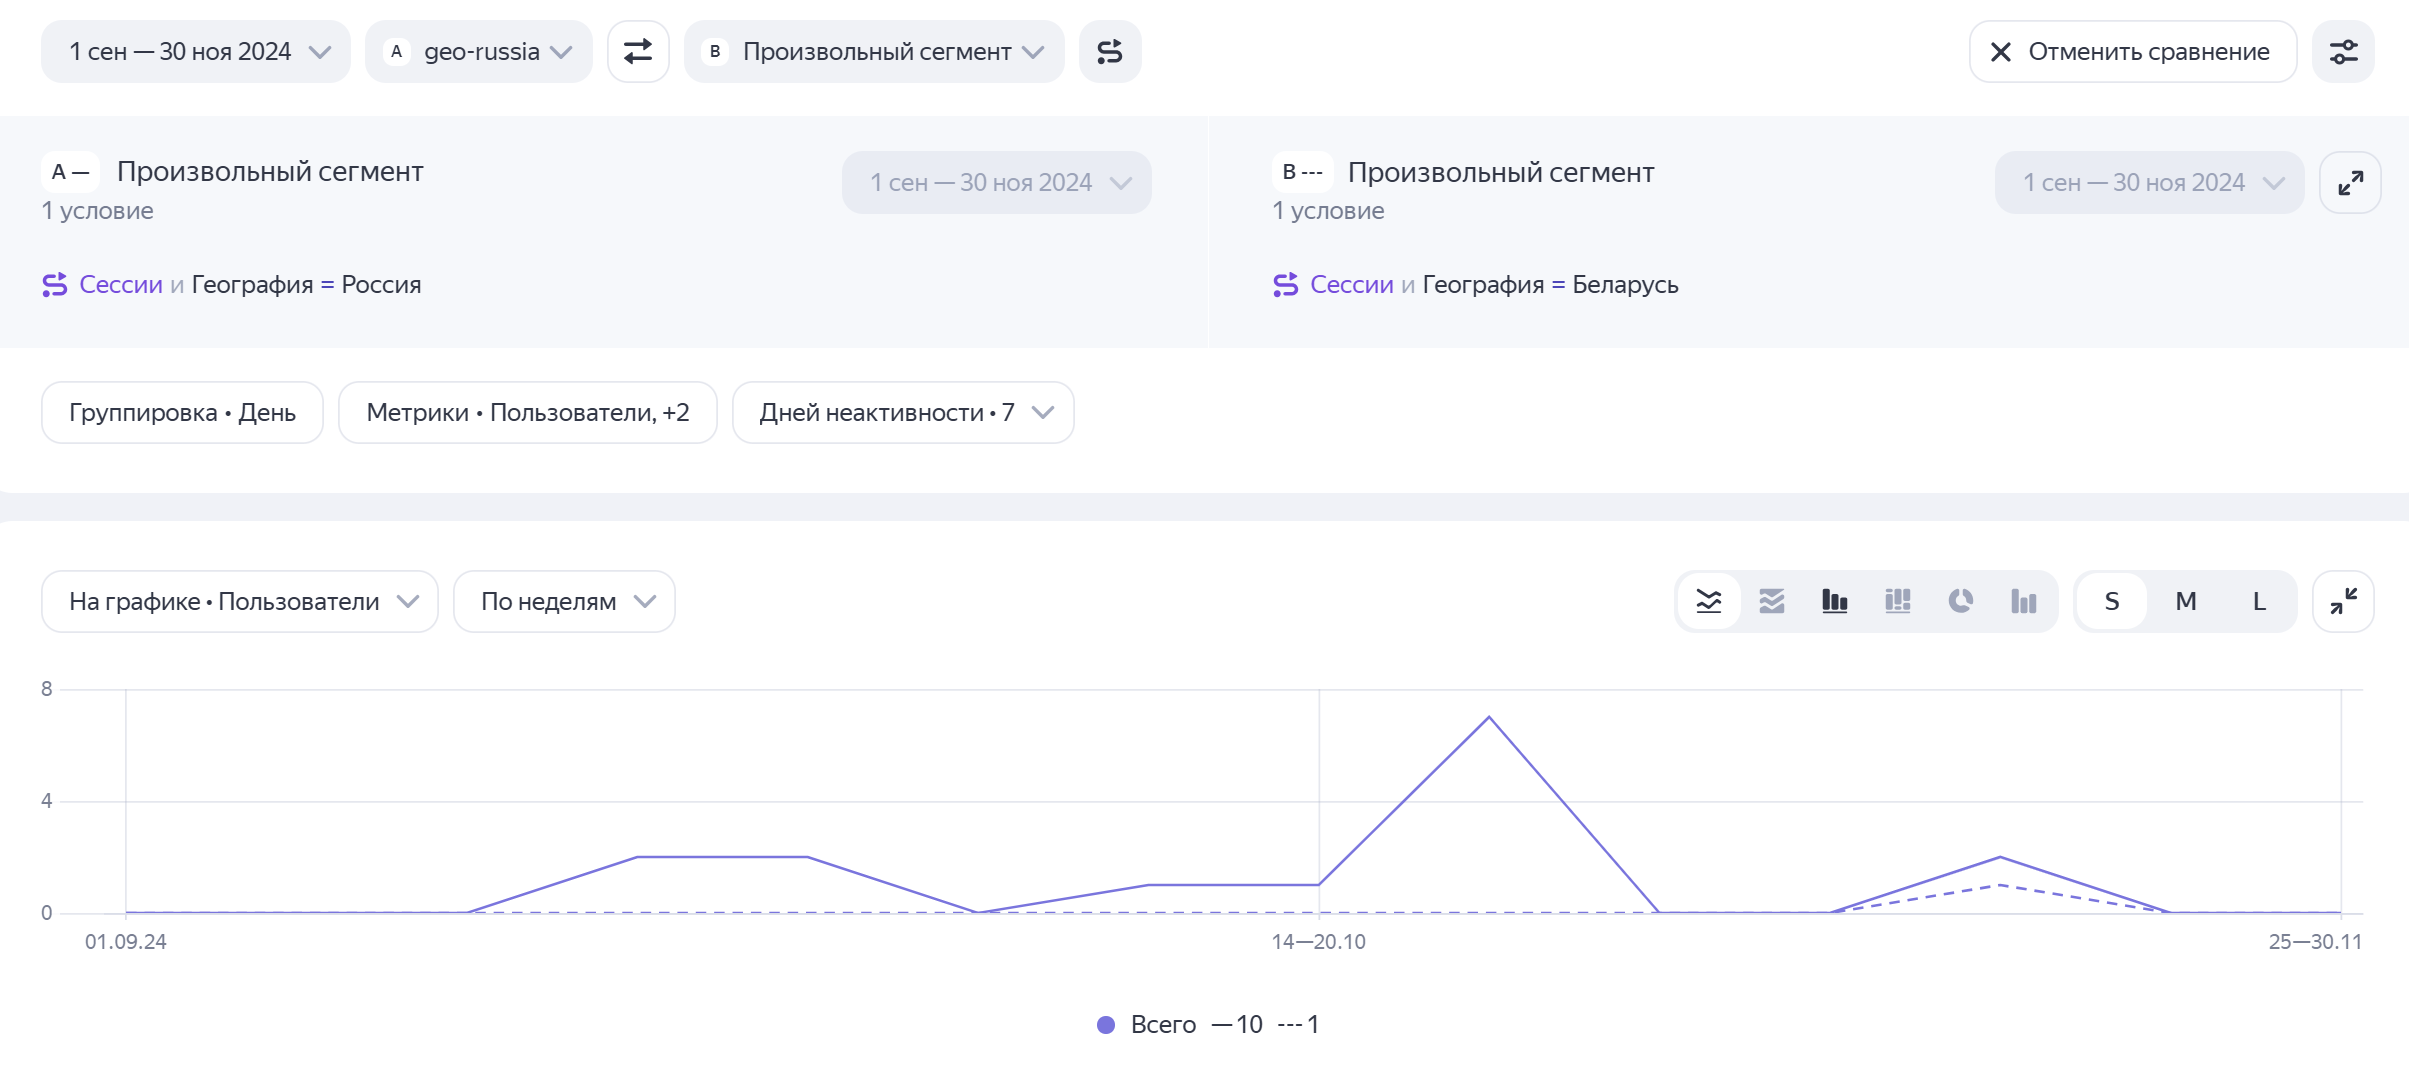 1 сен — 30 ноя 2024 A geo-russia B Произвольный сегмент Отменить сравнение
A — Произвольный сегмент 1 сен — 30 ноя 2024
1 условие
Сессии и География = Россия
B --- Произвольный сегмент 1 сен — 30 ноя 2024
1 условие
Сессии и География = Беларусь
Группировка • День Метрики • Пользователи, +2 Дней неактивности • 7
На графике • Пользователи По неделям S M L
8
4
0
01.09.24 14—20.10 25—30.11
Всего — 10 --- 1